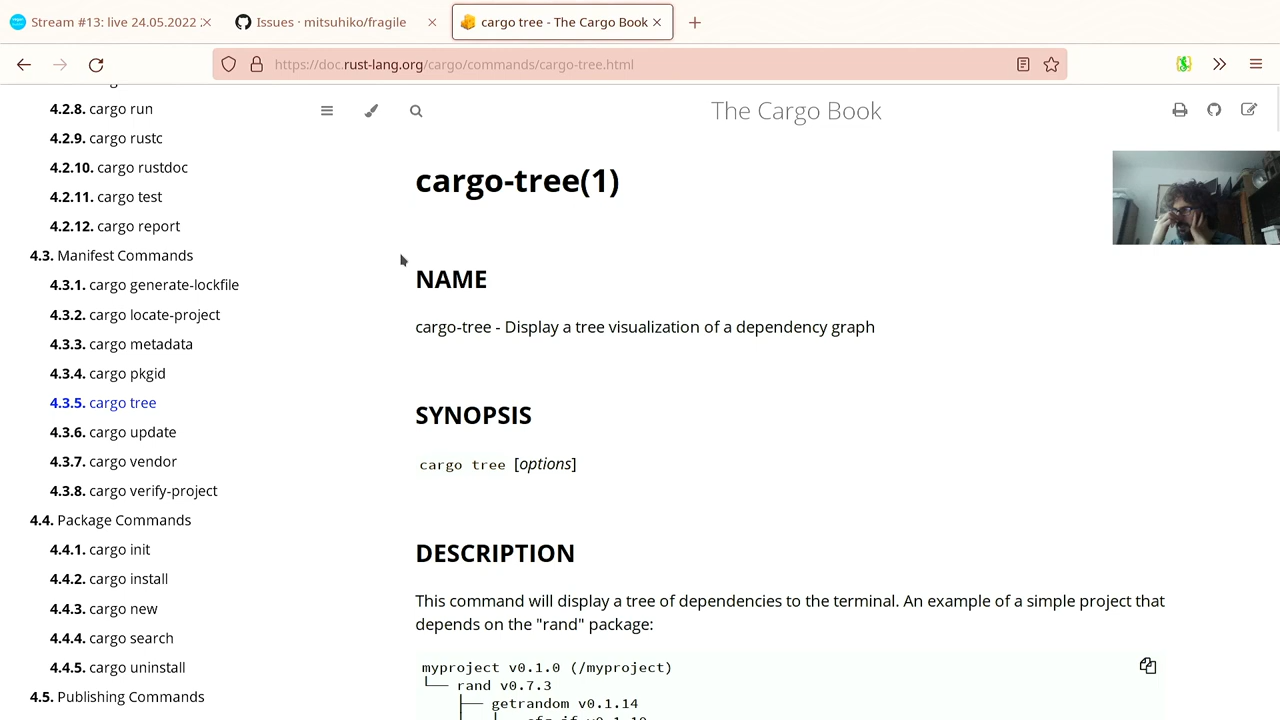 Stream #13: live 24.05.2022
Issues · mitsuhiko/fragile
cargo tree - The Cargo Book
https://doc.rust-lang.org/cargo/commands/cargo-tree.html
4.2.8. cargo run
4.2.9. cargo rustc
4.2.10. cargo rustdoc
4.2.11. cargo test
4.2.12. cargo report
4.3. Manifest Commands
4.3.1. cargo generate-lockfile
4.3.2. cargo locate-project
4.3.3. cargo metadata
4.3.4. cargo pkgid
4.3.5. cargo tree
4.3.6. cargo update
4.3.7. cargo vendor
4.3.8. cargo verify-project
4.4. Package Commands
4.4.1. cargo init
4.4.2. cargo install
4.4.3. cargo new
4.4.4. cargo search
4.4.5. cargo uninstall
4.5. Publishing Commands
The Cargo Book
cargo-tree(1)
NAME
cargo-tree - Display a tree visualization of a dependency graph
SYNOPSIS
cargo tree [options]
DESCRIPTION
This command will display a tree of dependencies to the terminal. An example of a simple project that
depends on the "rand" package:
myproject v0.1.0 (/myproject)
└── rand v0.7.3
├── getrandom v0.1.14